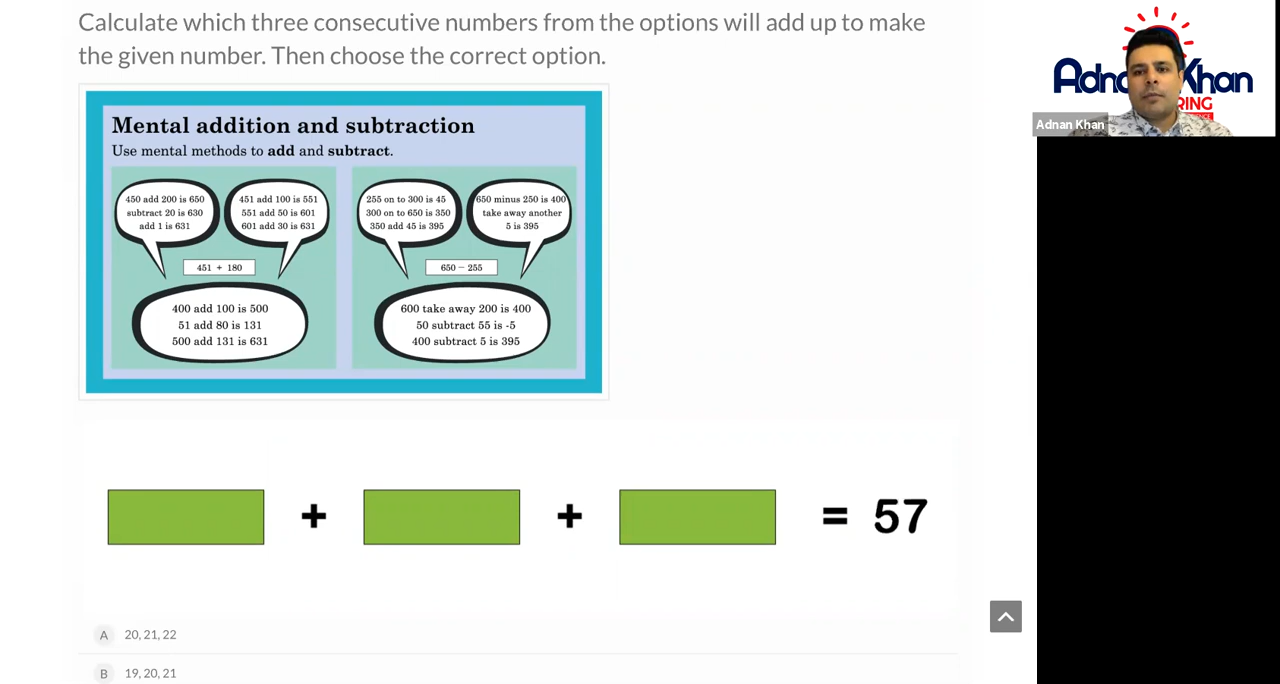 Calculate which three consecutive numbers from the options will add up to make
the given number. Then choose the correct option.
Mental addition and subtraction
Use mental methods to add and subtract.
450 add 200 is 650
subtract 20 is 630
add 1 is 631
451 add 100 is 551
551 add 50 is 601
601 add 30 is 631
451 + 180
400 add 100 is 500
51 add 80 is 131
500 add 131 is 631
255 on to 300 is 45
300 on to 650 is 350
350 add 45 is 395
650 minus 250 is 400
take away another
5 is 395
650 − 255
600 take away 200 is 400
50 subtract 55 is -5
400 subtract 5 is 395
+ + = 57
A 20, 21, 22
B 19, 20, 21
Adnan Khan